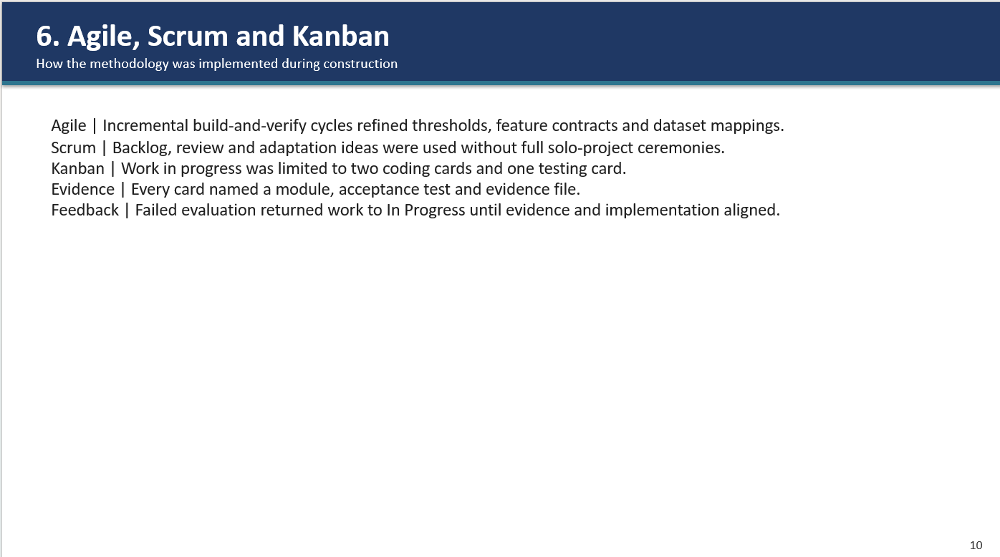 6. Agile, Scrum and Kanban
How the methodology was implemented during construction
Agile | Incremental build-and-verify cycles refined thresholds, feature contracts and dataset mappings.
Scrum | Backlog, review and adaptation ideas were used without full solo-project ceremonies.
Kanban | Work in progress was limited to two coding cards and one testing card.
Evidence | Every card named a module, acceptance test and evidence file.
Feedback | Failed evaluation returned work to In Progress until evidence and implementation aligned.
10